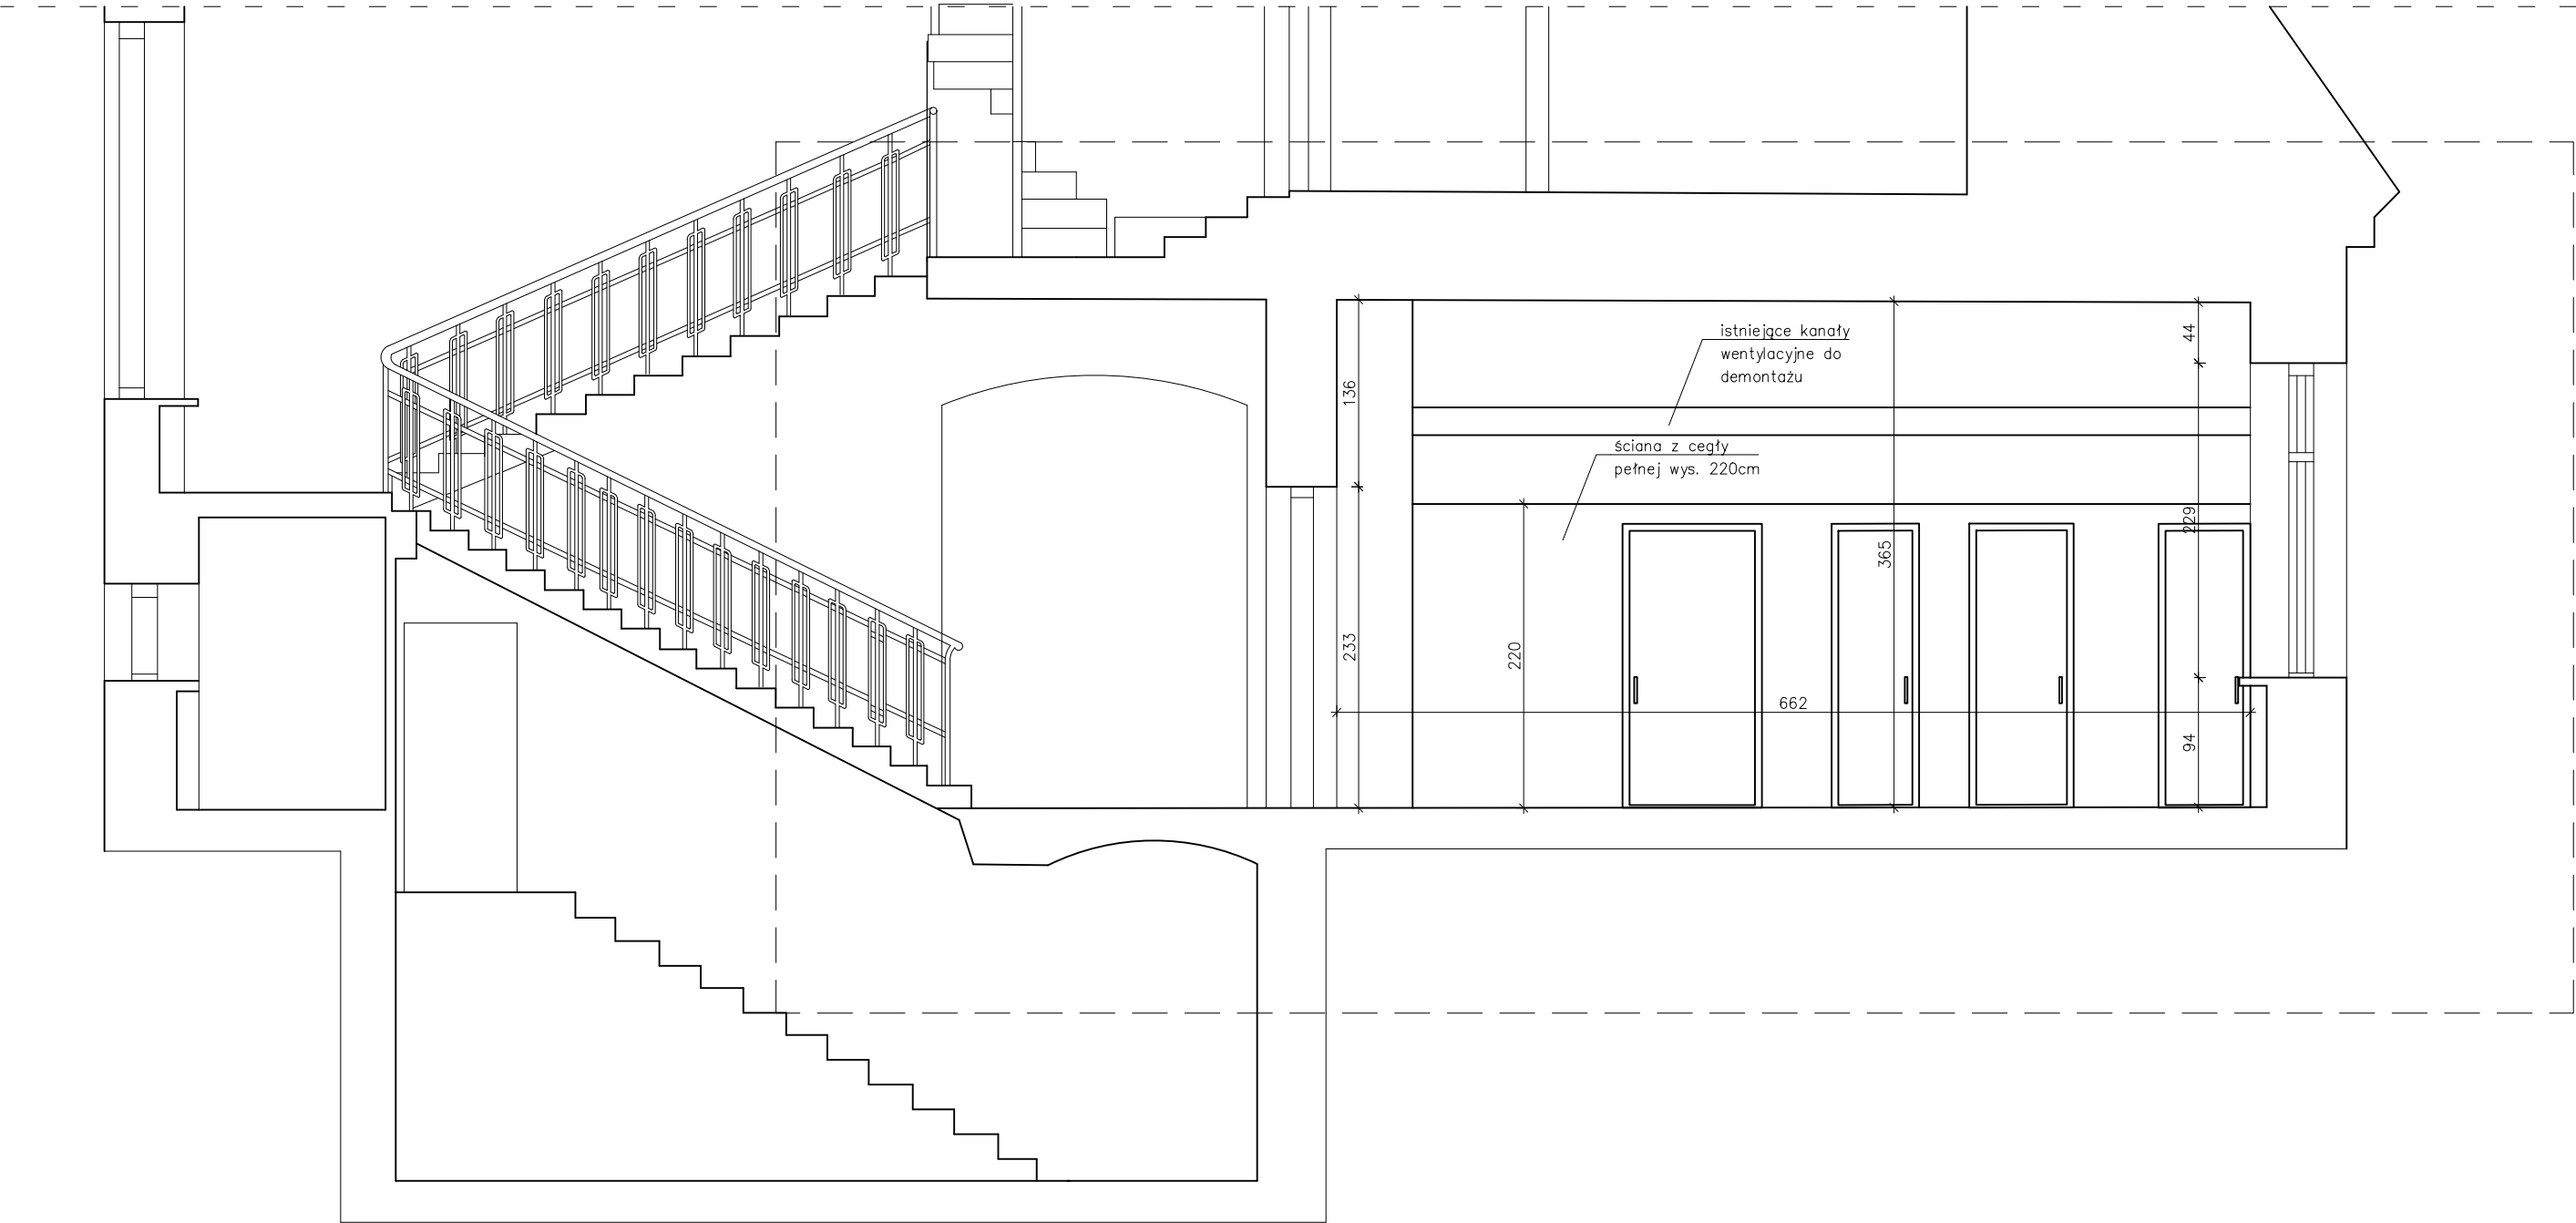 istniejące kanały
wentylacyjne do
demontażu
ściana z cegły
pełnej wys. 220cm
136
233
220
365
662
44
229
94